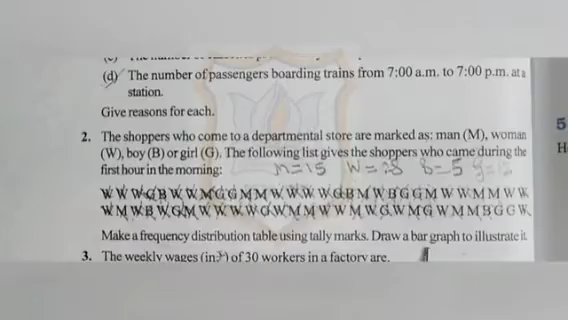 (d) The number of passengers boarding trains from 7:00 a.m. to 7:00 p.m. at a
station.
Give reasons for each.
2. The shoppers who come to a departmental store are marked as: man (M), woman
(W), boy (B) or girl (G). The following list gives the shoppers who came during the
first hour in the morning: M=15 W=28 B=5
W W W G B W W M G G M M W W W W G B M W B G G M W W M M W W
W M W B W G M W W W W G W M M W W M W G W M G W M M B G G W
Make a frequency distribution table using tally marks. Draw a bar graph to illustrate it.
3. The weekly wages (in ₹) of 30 workers in a factory are.
5
H